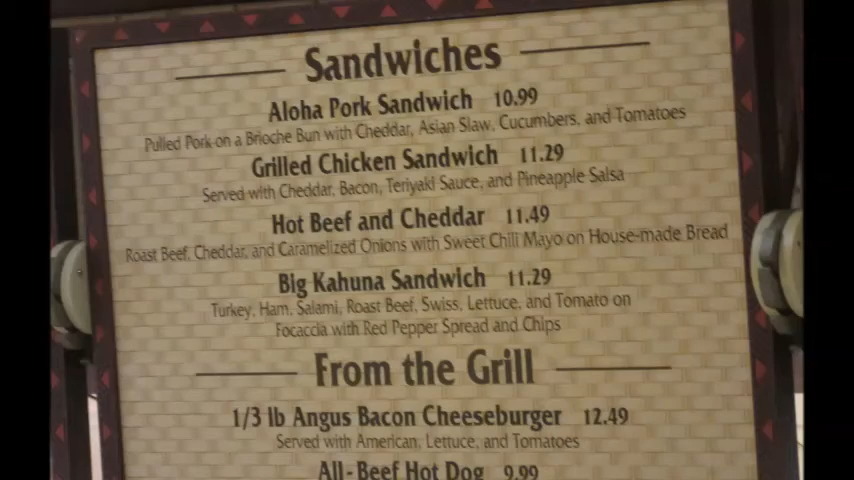 Sandwiches
Aloha Pork Sandwich 10.99
Pulled Pork on a Brioche Bun with Cheddar, Asian Slaw, Cucumbers, and Tomatoes
Grilled Chicken Sandwich 11.29
Served with Cheddar, Bacon, Teriyaki Sauce, and Pineapple Salsa
Hot Beef and Cheddar 11.49
Roast Beef, Cheddar, and Caramelized Onions with Sweet Chili Mayo on House-made Bread
Big Kahuna Sandwich 11.29
Turkey, Ham, Salami, Roast Beef, Swiss, Lettuce, and Tomato on
Focaccia with Red Pepper Spread and Chips
From the Grill
1/3 lb Angus Bacon Cheeseburger 12.49
Served with American, Lettuce, and Tomatoes
All-Beef Hot Dog 9.99